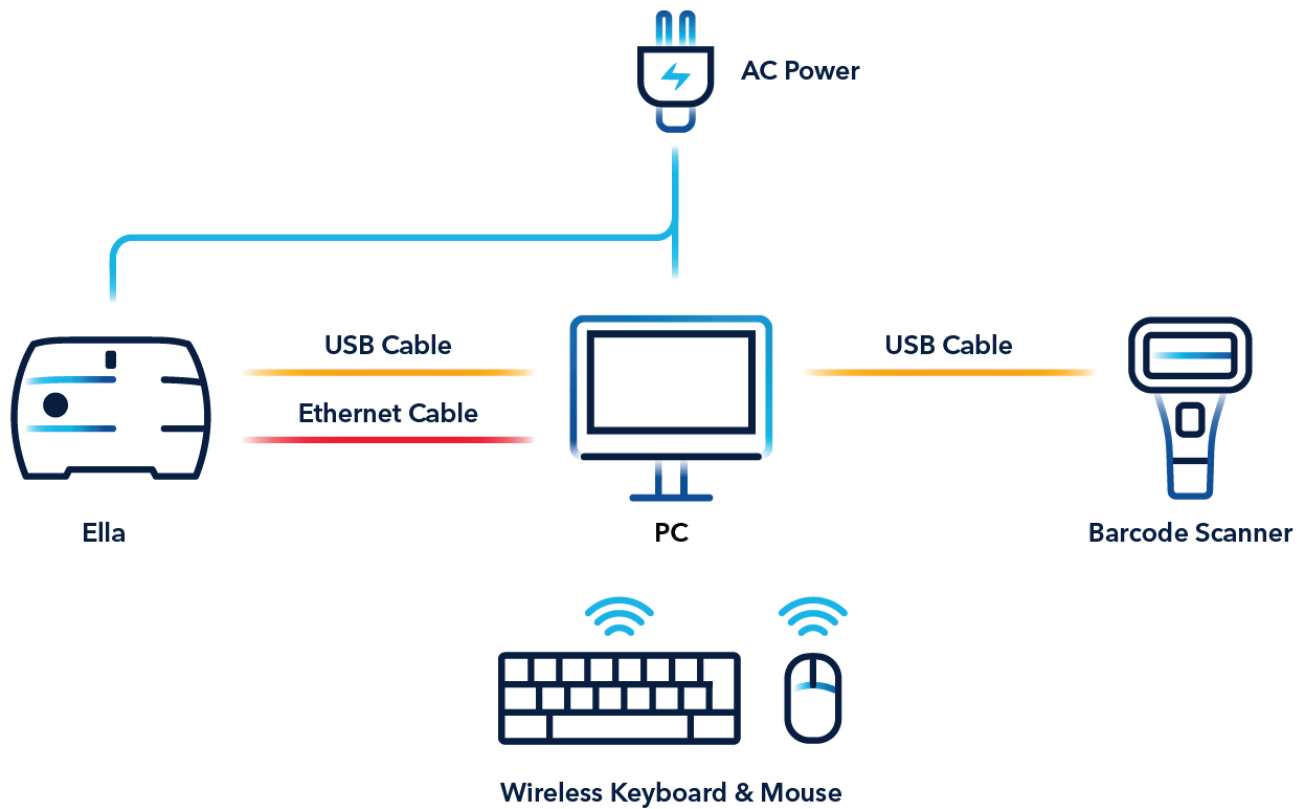 AC Power
USB Cable
USB Cable
Ethernet Cable
Ella
PC
Barcode Scanner
Wireless Keyboard & Mouse